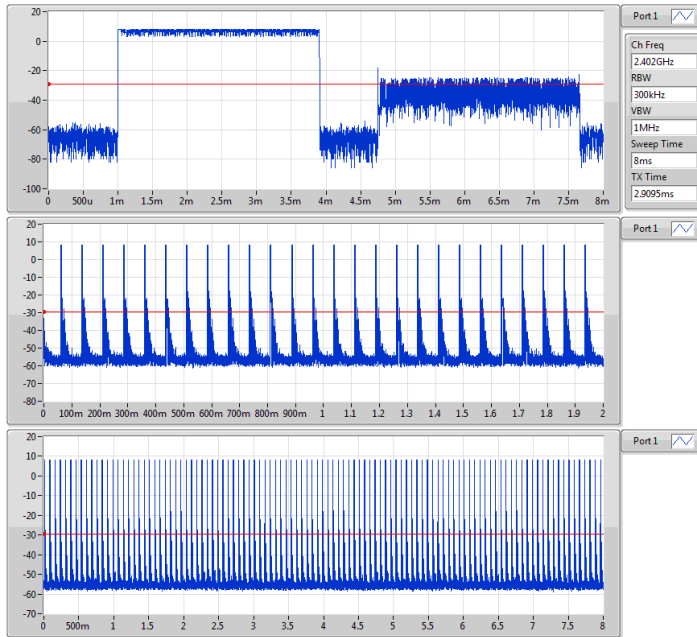 20
0
-20
-40
-60
-80
-100
0 500u 1m 1.5m 2m 2.5m 3m 3.5m 4m 4.5m 5m 5.5m 6m 6.5m 7m 7.5m 8m
Port 1
Ch Freq
2.402GHz
RBW
300kHz
VBW
1MHz
Sweep Time
8ms
TX Time
2.9095ms
20
10
0
-10
-20
-30
-40
-50
-60
-70
-80
0 100m 200m 300m 400m 500m 600m 700m 800m 900m 1 1.1 1.2 1.3 1.4 1.5 1.6 1.7 1.8 1.9 2
Port 1
20
10
0
-10
-20
-30
-40
-50
-60
-70
0 500m 1 1.5 2 2.5 3 3.5 4 4.5 5 5.5 6 6.5 7 7.5 8
Port 1